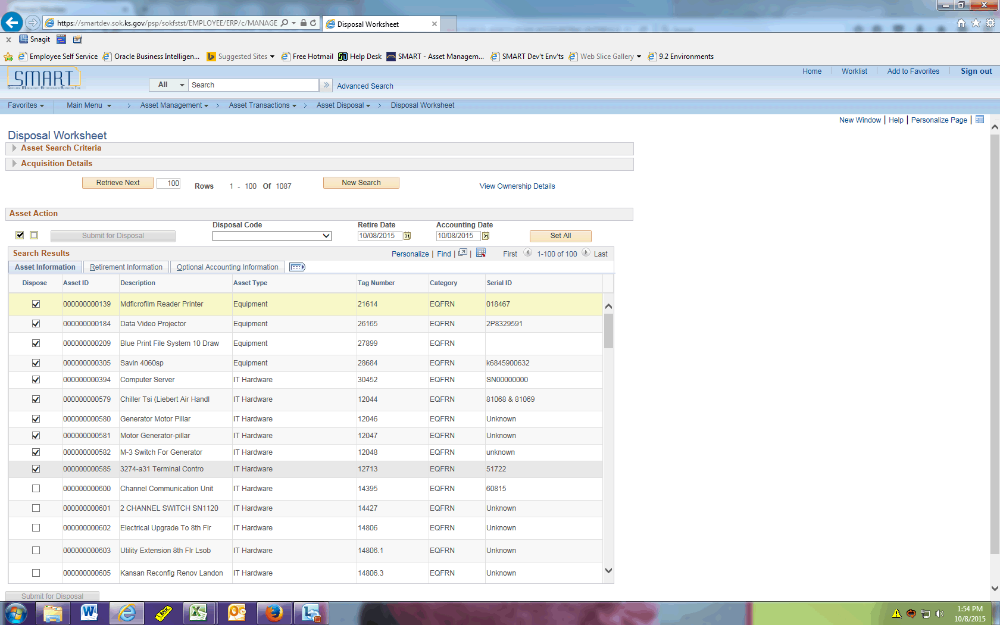 https://smartdev.sok.ks.gov/psp/sokfstst/EMPLOYEE/ERP/c/MANAGE
Disposal Worksheet
Snagit
Employee Self Service Oracle Business Intelligen... Suggested Sites Free Hotmail Help Desk SMART - Asset Managem... SMART Dev't Env'ts Web Slice Gallery 9.2 Environments
SMART
Home Worklist Add to Favorites Sign out
All Search Advanced Search
Favorites Main Menu > Asset Management > Asset Transactions > Asset Disposal > Disposal Worksheet
New Window | Help | Personalize Page |
Disposal Worksheet
Asset Search Criteria
Acquisition Details
Retrieve Next 100 Rows 1 - 100 Of 1087 New Search View Ownership Details
Asset Action
Disposal Code Retire Date Accounting Date
Submit for Disposal 10/08/2015 31 10/08/2015 31 Set All
Search Results Personalize | Find | | First 1-100 of 100 Last
Asset Information Retirement Information Optional Accounting Information
Dispose Asset ID Description Asset Type Tag Number Category Serial ID
000000000139 Mdficrofilm Reader Printer Equipment 21614 EQFRN 018467
000000000184 Data Video Projector Equipment 26165 EQFRN 2P8329591
000000000209 Blue Print File System 10 Draw Equipment 27899 EQFRN
000000000305 Savin 4060sp Equipment 28684 EQFRN k6845900632
000000000394 Computer Server IT Hardware 30452 EQFRN SN00000000
000000000579 Chiller Tsi (Liebert Air Handl IT Hardware 12044 EQFRN 81068 & 81069
000000000580 Generator Motor Pillar IT Hardware 12046 EQFRN Unknown
000000000581 Motor Generator-pillar IT Hardware 12047 EQFRN Unknown
000000000582 M-3 Switch For Generator IT Hardware 12048 EQFRN unknown
000000000585 3274-a31 Terminal Contro IT Hardware 12713 EQFRN 51722
000000000600 Channel Communication Unit IT Hardware 14395 EQFRN 60815
000000000601 2 CHANNEL SWITCH SN1120 IT Hardware 14427 EQFRN Unknown
000000000602 Electrical Upgrade To 8th Flr IT Hardware 14806 EQFRN Unknown
000000000603 Utility Extension 8th Flr Lsob IT Hardware 14806.1 EQFRN Unknown
000000000605 Kansan Reconfig Renov Landon IT Hardware 14806.3 EQFRN Unknown
Submit for Disposal
1:54 PM
10/8/2015